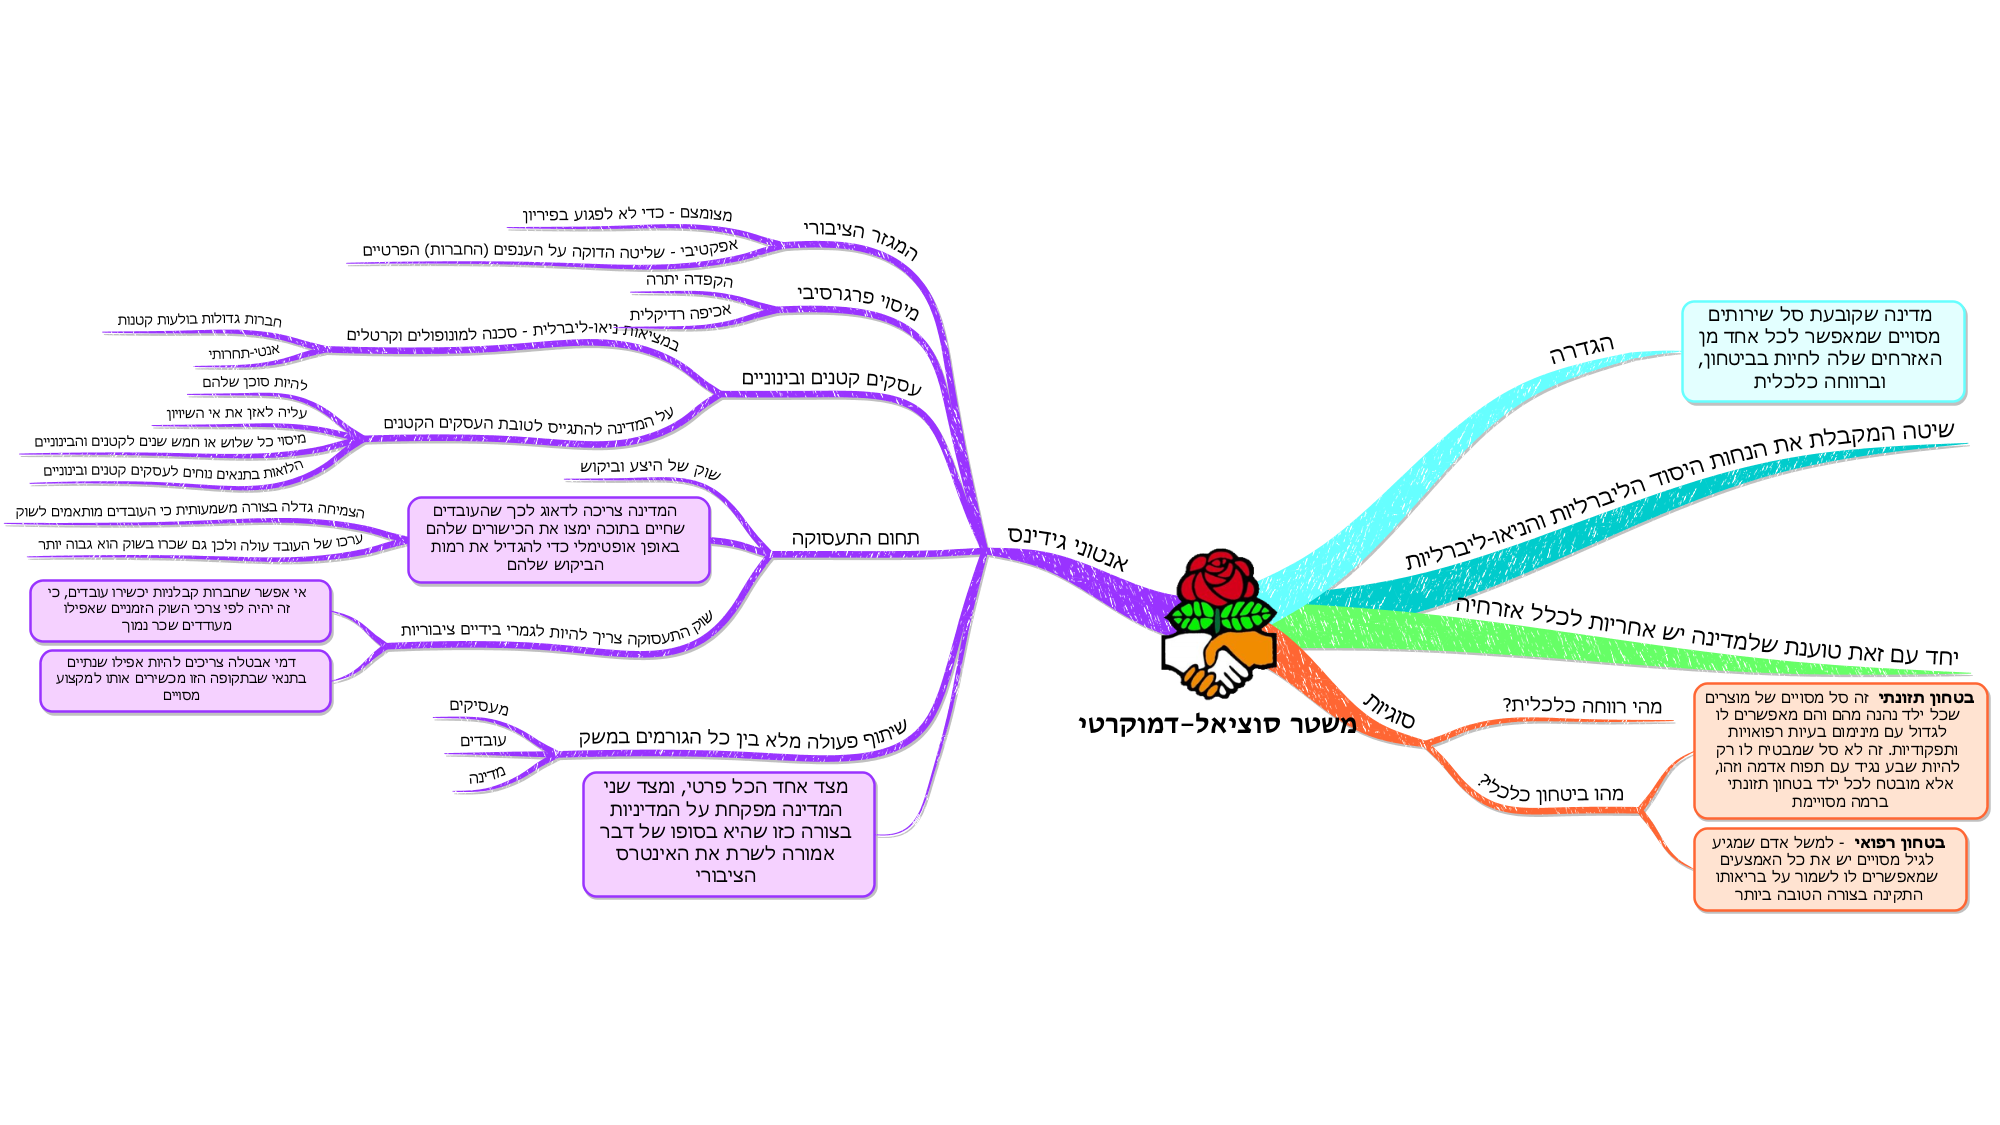 משטר סוציאל-דמוקרטי
הגדרה
מדינה שקובעת סל שירותים
מסויים שמאפשר לכל אחד מן
האזרחים שלה לחיות בביטחון,
וברווחה כלכלית
שיטה המקבלת את הנחות היסוד הליברליות והניאו-ליברליות
יחד עם זאת טוענת שלמדינה יש אחריות לכלל אזרחיה
סוגיות
מהי רווחה כלכלית?
מהו ביטחון כלכלי?
בטחון תזונתי זה סל מסויים של מוצרים
שכל ילד נהנה מהם והם מאפשרים לו
לגדול עם מינימום בעיות רפואיות
ותפקודיות. זה לא סל שמבטיח לו רק
להיות שבע נגיד עם תפוח אדמה וזהו,
אלא מובטח לכל ילד בטחון תזונתי
ברמה מסויימת
בטחון רפואי - למשל אדם שמגיע
לגיל מסויים יש את כל האמצעים
שמאפשרים לו לשמור על בריאותו
התקינה בצורה הטובה ביותר
אנטוני גידינס
המגזר הציבורי
מצומצם - כדי לא לפגוע בפיריון
אפקטיבי - שליטה הדוקה על הענפים (החברות) הפרטיים
מיסוי פרגרסיבי
הקפדה יתרה
אכיפה רדיקלית
עסקים קטנים ובינוניים
במציאות ניאו-ליברלית - סכנה למונופולים וקרטלים
חברות גדולות בולעות קטנות
אנטי-תחרותי
על המדינה להתגייס לטובת העסקים הקטנים
להיות סוכן שלהם
עליה לאזן את אי השיוויון
מיסוי כל שלוש או חמש שנים לקטנים והבינוניים
הלואות בתנאים נוחים לעסקים קטנים ובינוניים
תחום התעסוקה
שוק של היצע וביקוש
המדינה צריכה לדאוג לכך שהעובדים
שחיים בתוכה ימצו את הכישורים שלהם
באופן אופטימלי כדי להגדיל את רמות
הביקוש שלהם
הצמיחה גדלה בצורה משמעותית כי העובדים מותאמים לשוק
ערכו של העובד עולה ולכן גם שכרו בשוק הוא גבוה יותר
שוק התעסוקה צריך להיות לגמרי בידיים ציבוריות
אי אפשר שחברות קבלניות יכשירו עובדים, כי
זה יהיה לפי צרכי השוק הזמניים שאפילו
מעודדים שכר נמוך
דמי אבטלה צריכים להיות אפילו שנתיים
בתנאי שבתקופה הזו מכשירים אותו למקצוע
מסויים
שיתוף פעולה מלא בין כל הגורמים במשק
מעסיקים
עובדים
מדינה
מצד אחד הכל פרטי, ומצד שני
המדינה מפקחת על המדיניות
בצורה כזו שהיא בסופו של דבר
אמורה לשרת את האינטרס
הציבורי